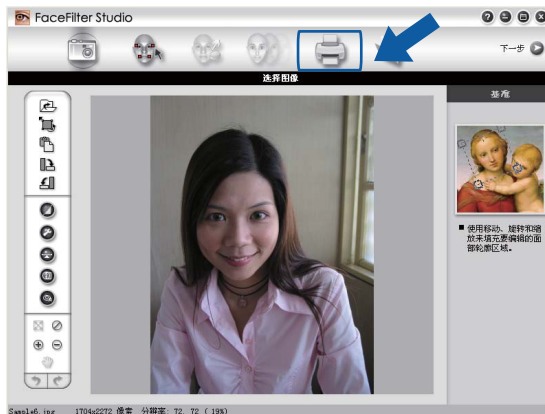 FaceFilter Studio
下一步
选择图像
基准
■ 使用移动、旋转和缩
放来填充要编辑的面
部轮廓区域。
Sample6.jpg 1704x2272 像素 分辨率: 72, 72 ( 19%)